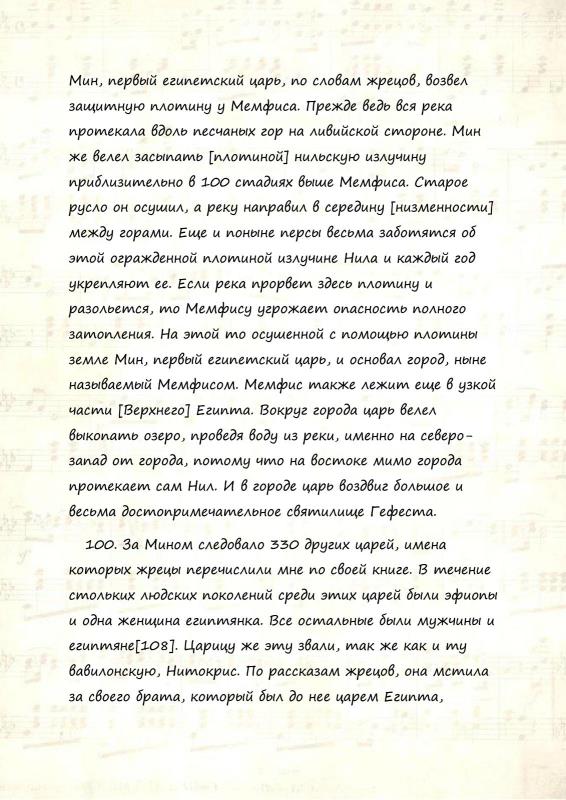 Мин, первый египетский царь, по словам жрецов, возвел
защитную плотину у Мемфиса. Прежде ведь вся река
протекала вдоль песчаных гор на ливийской стороне. Мин
же велел засыпать [плотиной] нильскую излучину
приблизительно в 100 стадиях выше Мемфиса. Старое
русло он осушил, а реку направил в середину [низменности]
между горами. Еще и поныне персы весьма заботятся об
этой огражденной плотиной излучине Нила и каждый год
укрепляют ее. Если река прорвет здесь плотину и
разольется, то Мемфису угрожает опасность полного
затопления. На этой то осушенной с помощью плотины
земле Мин, первый египетский царь, и основал город, ныне
называемый Мемфисом. Мемфис также лежит еще в узкой
части [Верхнего] Египта. Вокруг города царь велел
выкопать озеро, проведя воду из реки, именно на северо-
запад от города, потому что на востоке мимо города
протекает сам Нил. И в городе царь воздвиг большое и
весьма достопримечательное святилище Гефеста.
100. За Мином следовало 330 других царей, имена
которых жрецы перечислили мне по своей книге. В течение
стольких людских поколений среди этих царей были эфиопы
и одна женщина египтянка. Все остальные были мужчины и
египтяне[108]. Царицу же эту звали, так же как и ту
вавилонскую, Нитокрис. По рассказам жрецов, она мстила
за своего брата, который был до нее царем Египта,